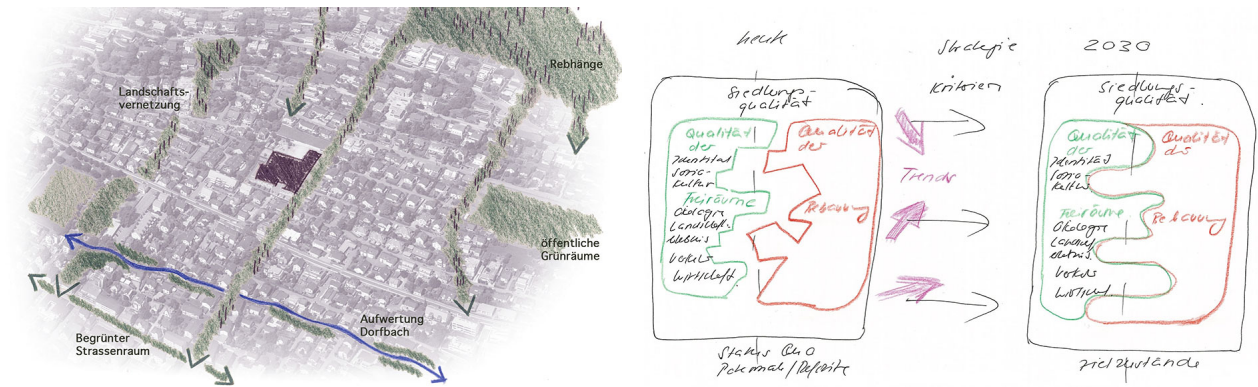 Rebhänge
Landschafts-
vernetzung
öffentliche
Grünräume
Aufwertung
Dorfbach
Begrünter
Strassenraum
heute
Siedlungs-
qualität
Qualität
der
Identität
Sozio-
kultur
Freiräume
Ökologie
Landschaft-
Erlebnis
Verkehr
Wirtschaft
Qualität
der
Bebauung
Status Quo
Potenziale/Defizite
Strategie
Kriterien
Trends
2030
Siedlungs-
qualität
Qualität
der
Identität
Sozio-
kultur
Freiräume
Ökologie
Verkehr
Qualität
der
Bebauung
Zielzustände